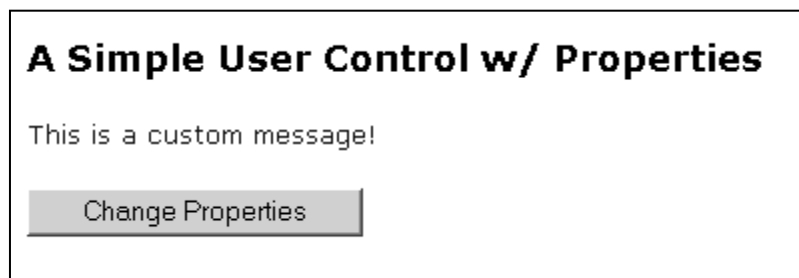 A Simple User Control w/ Properties
This is a custom message!
Change Properties